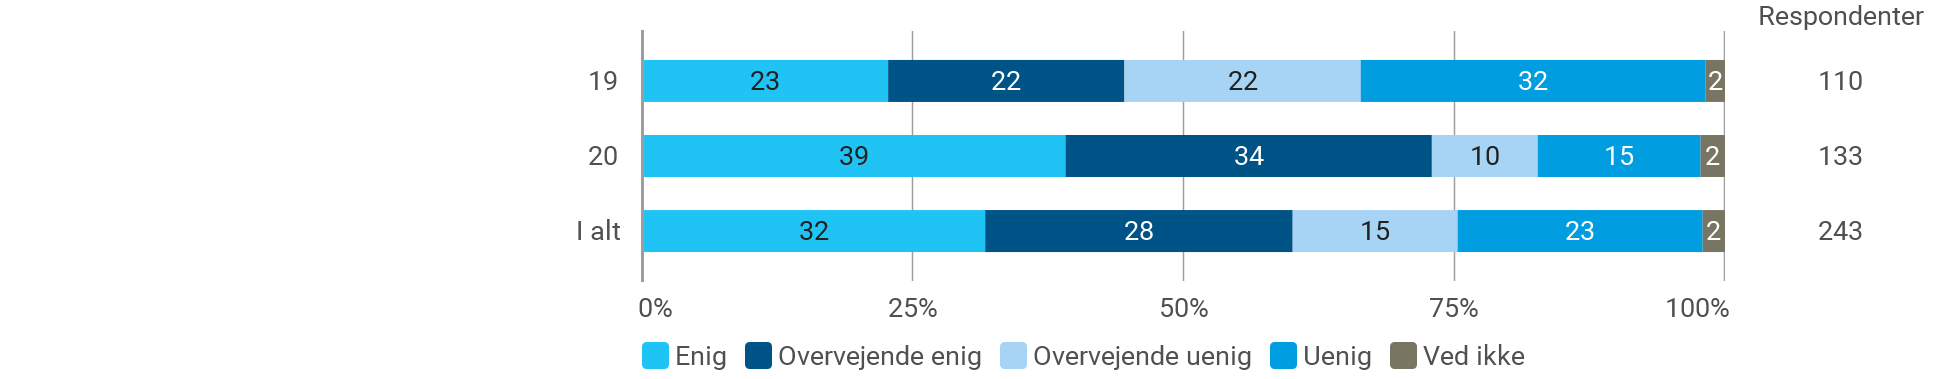 Respondenter
19 23 22 22 32 2 110
20 39 34 10 15 2 133
I alt 32 28 15 23 2 243
0% 25% 50% 75% 100%
Enig Overvejende enig Overvejende uenig Uenig Ved ikke